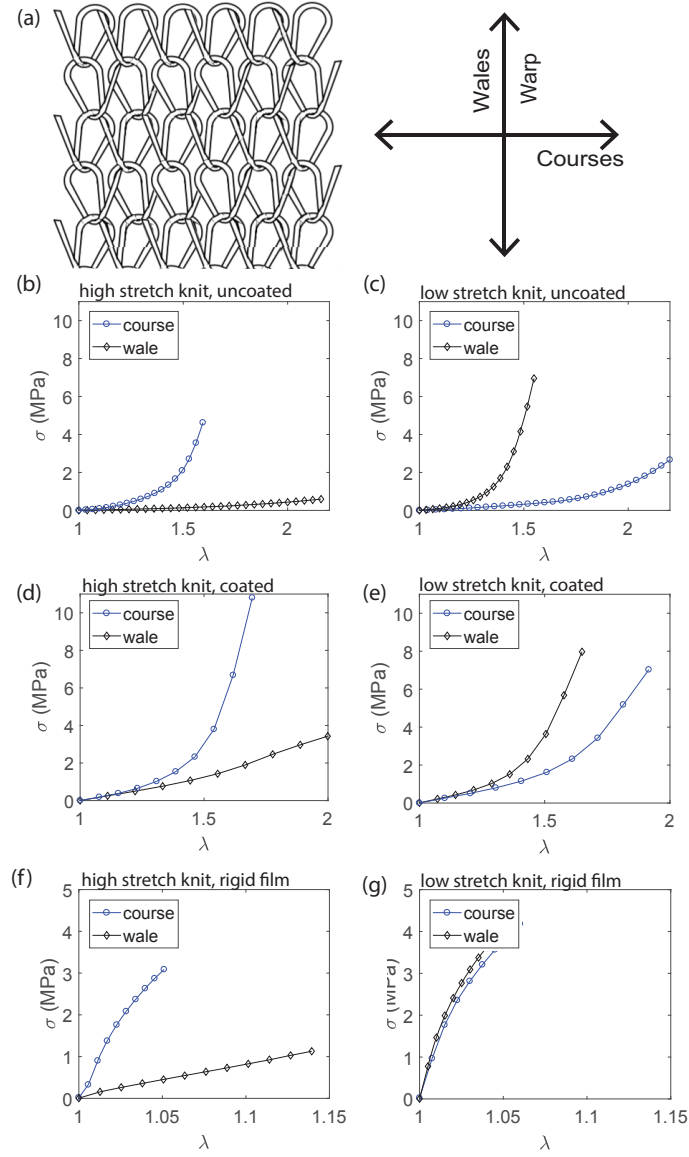 (a)
Wales
Warp
Courses
(b)
high stretch knit, uncoated
course
wale
σ (MPa)
10
8
6
4
2
0
1
1.5
2
λ
(c)
low stretch knit, uncoated
course
wale
σ (MPa)
10
8
6
4
2
0
1
1.5
2
λ
(d)
high stretch knit, coated
course
wale
σ (MPa)
10
8
6
4
2
0
1
1.5
2
λ
(e)
low stretch knit, coated
course
wale
σ (MPa)
10
8
6
4
2
0
1
1.5
2
λ
(f)
high stretch knit, rigid film
course
wale
σ (MPa)
5
4
3
2
1
0
1
1.05
1.1
1.15
λ
(g)
low stretch knit, rigid film
course
wale
σ (MPa)
5
4
3
2
1
0
1
1.05
1.1
1.15
λ